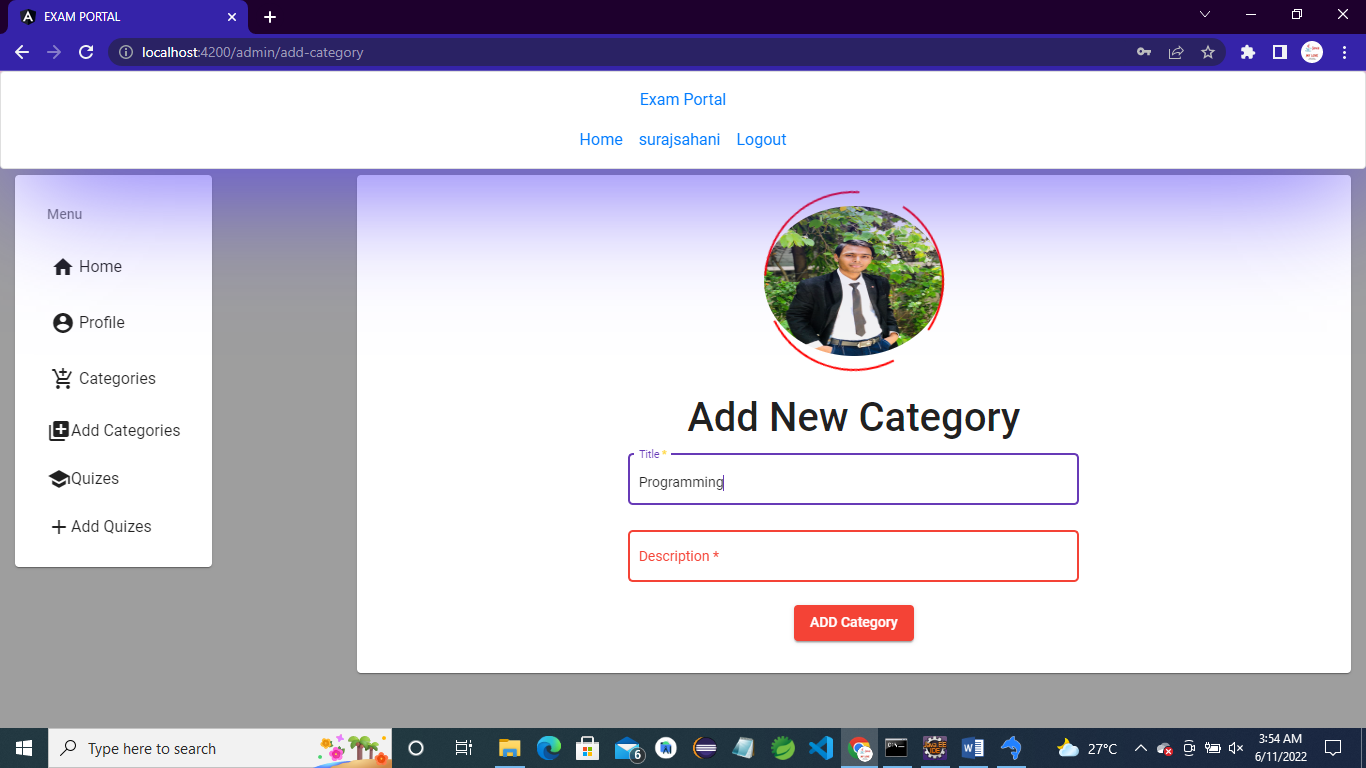 EXAM PORTAL
localhost:4200/admin/add-category
Exam Portal
Home surajsahani Logout
Menu
Home
Profile
Categories
Add Categories
Quizes
Add Quizes
Add New Category
Title *
Programming
Description *
ADD Category
Type here to search
6
27°C
3:54 AM
6/11/2022